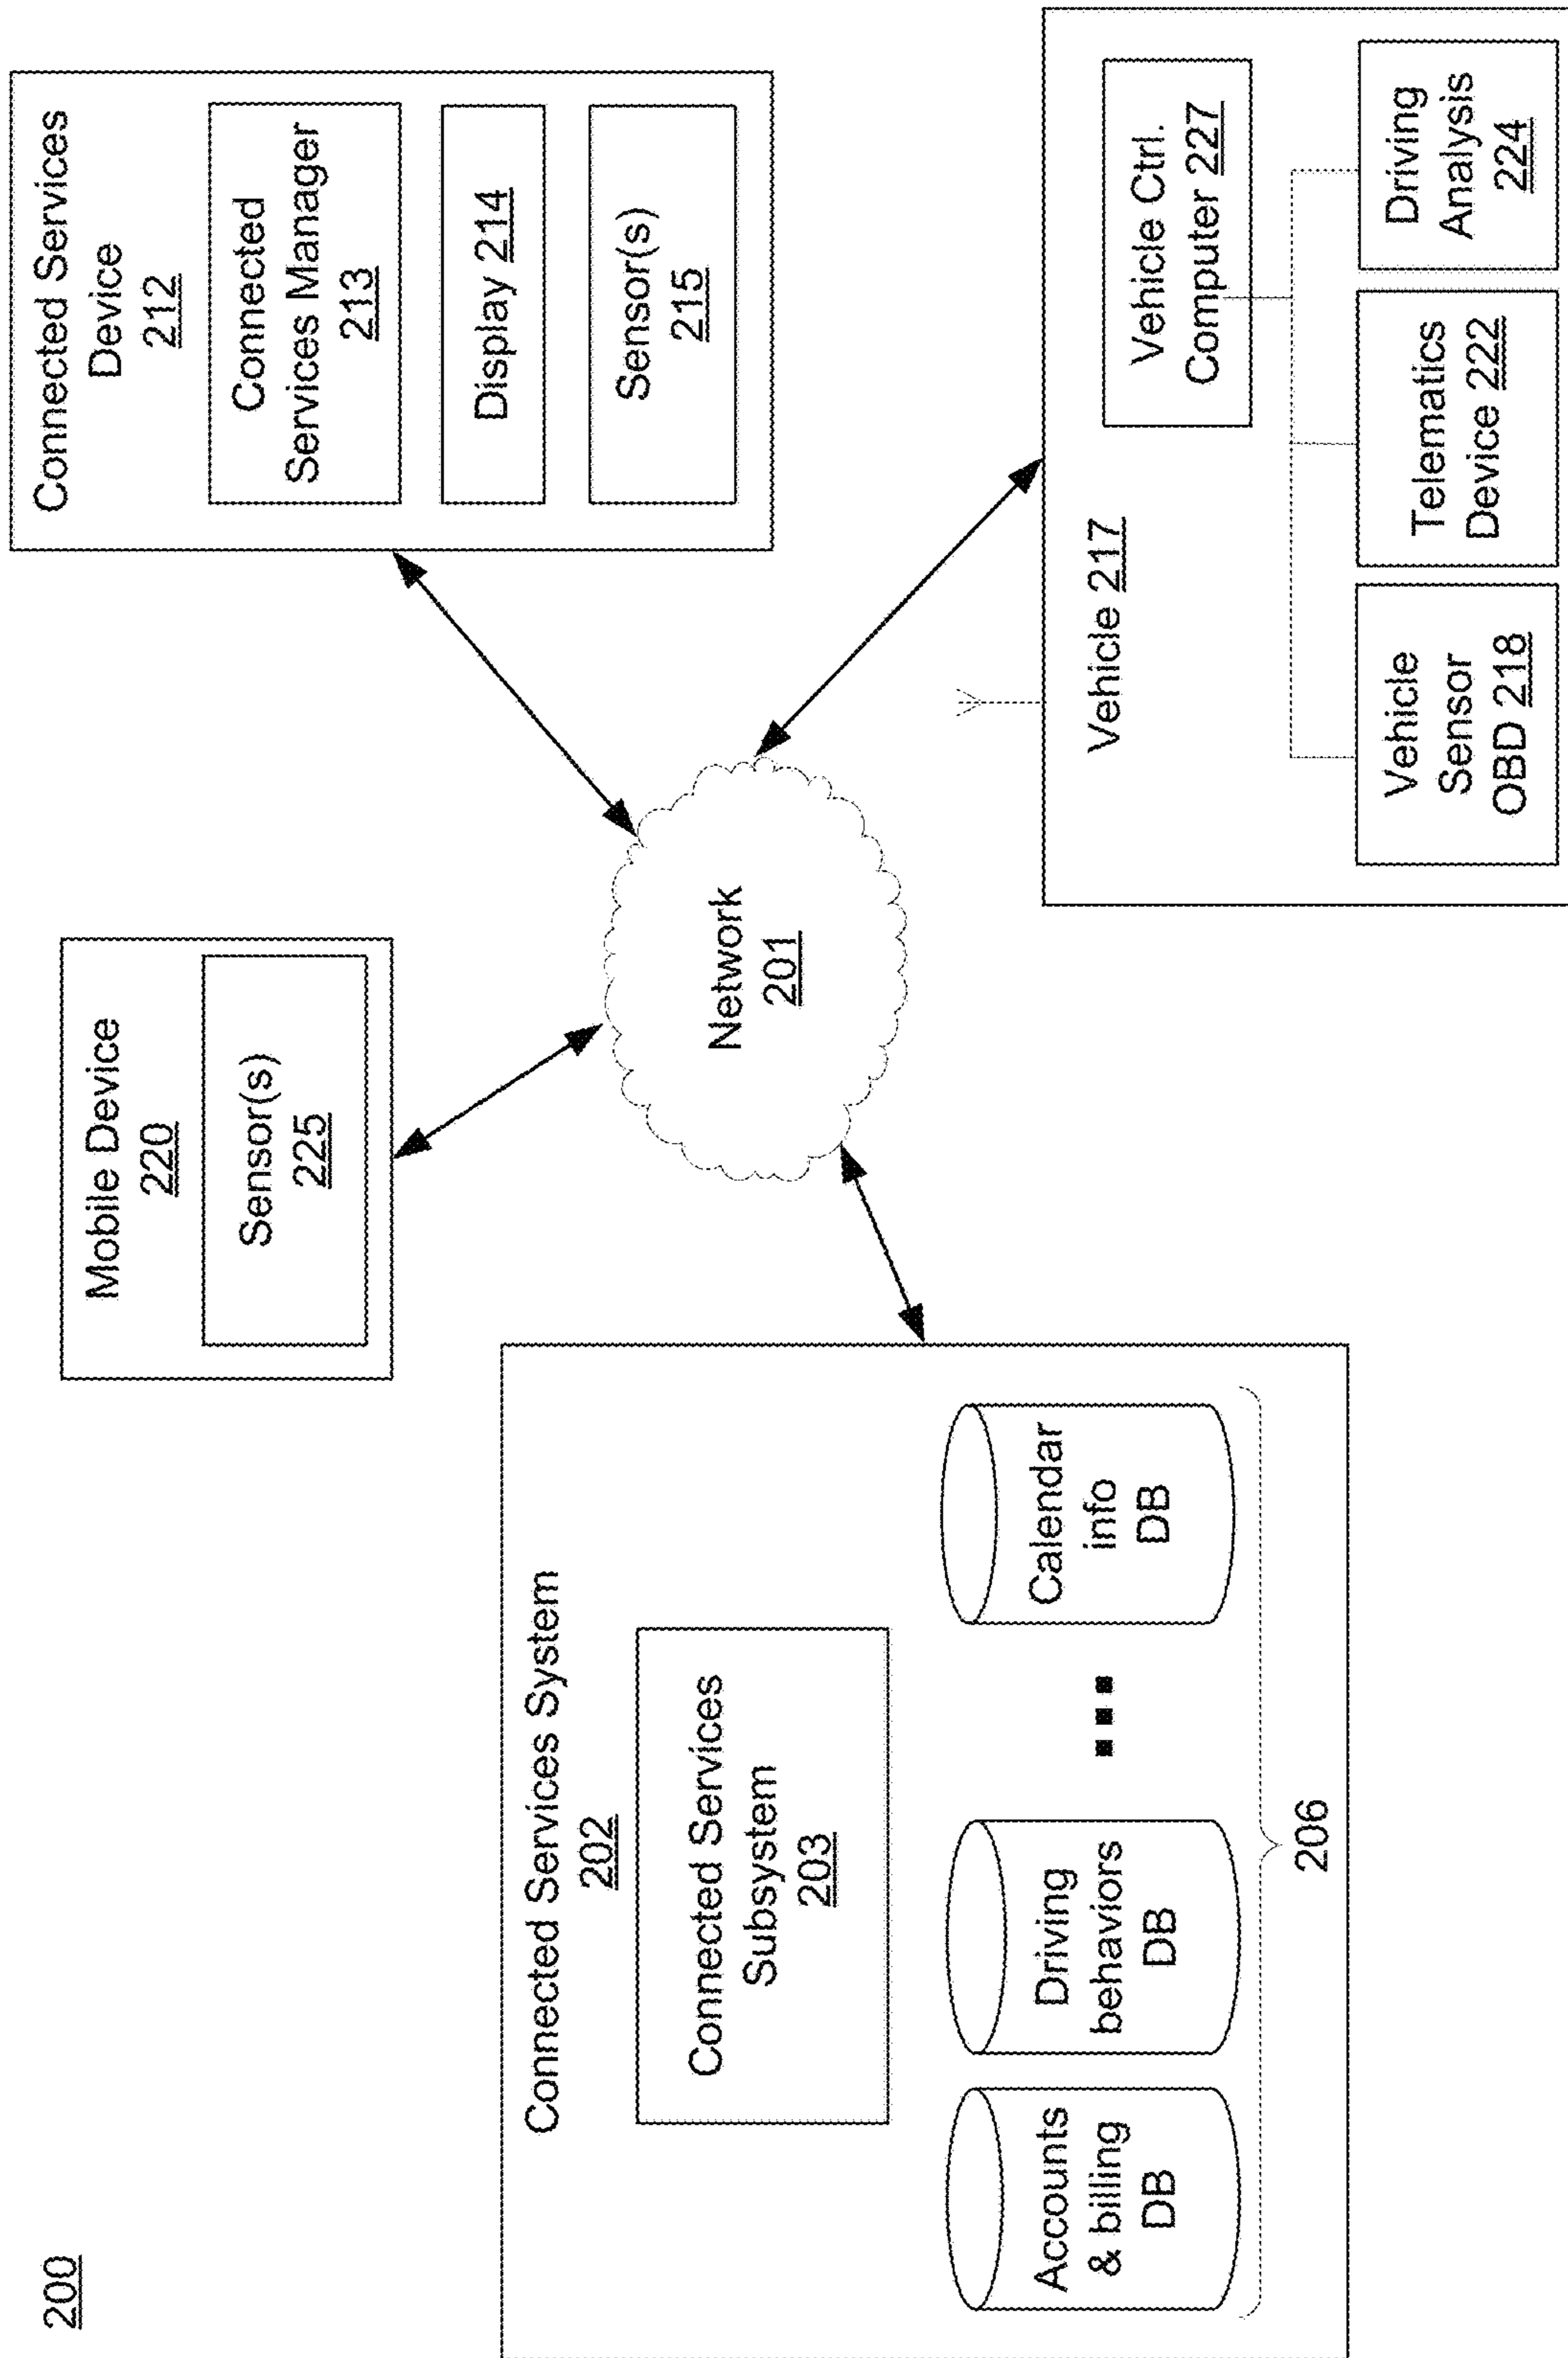 200
Mobile Device
220
Sensor(s)
225
Connected Services
Device
212
Connected
Services Manager
213
Display 214
Sensor(s)
215
Connected Services System
202
Connected Services
Subsystem
203
Accounts
& billing
DB
Driving
behaviors
DB
Calendar
info
DB
206
Network
201
Vehicle 217
Vehicle Ctrl.
Computer 227
Vehicle
Sensor
OBD 218
Telematics
Device 222
Driving
Analysis
224